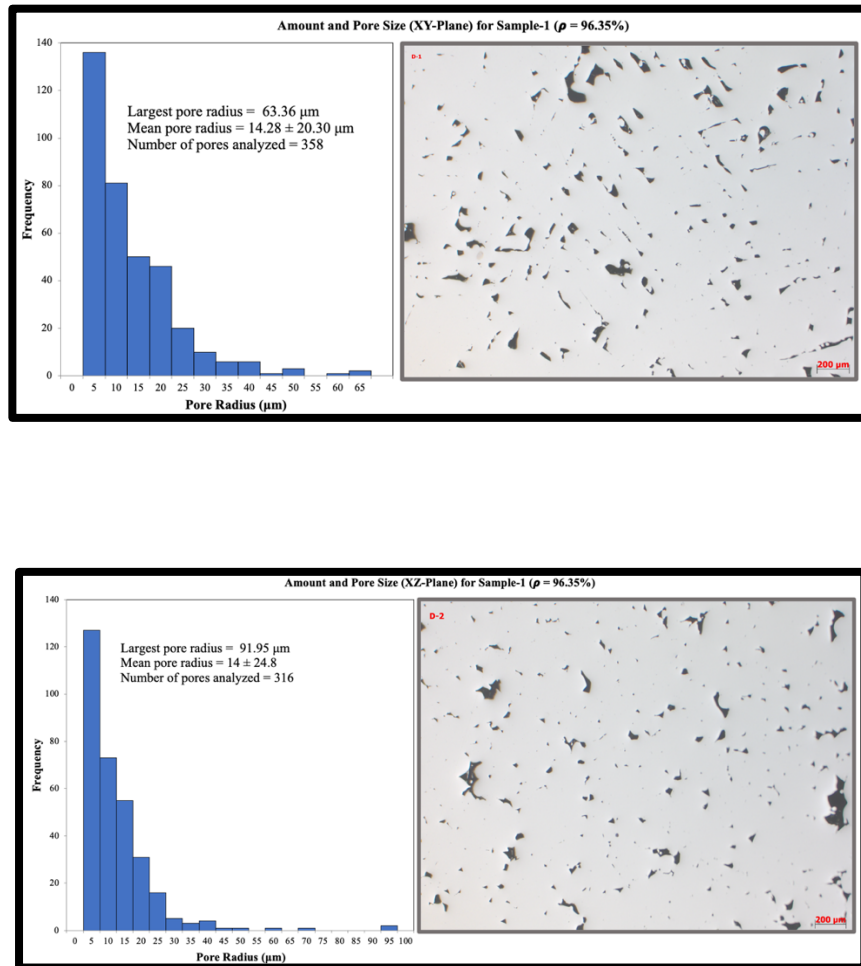 Amount and Pore Size (XY-Plane) for Sample-1 (ρ = 96.35%)
140
120
100
80
60
40
20
0
Frequency
Largest pore radius = 63.36 µm
Mean pore radius = 14.28 ± 20.30 µm
Number of pores analyzed = 358
0 5 10 15 20 25 30 35 40 45 50 55 60 65
Pore Radius (µm)
D-1
200 µm
Amount and Pore Size (XZ-Plane) for Sample-1 (ρ = 96.35%)
140
120
100
80
60
40
20
0
Frequency
Largest pore radius = 91.95 µm
Mean pore radius = 14 ± 24.8
Number of pores analyzed = 316
0 5 10 15 20 25 30 35 40 45 50 55 60 65 70 75 80 85 90 95 100
Pore Radius (µm)
D-2
200 µm